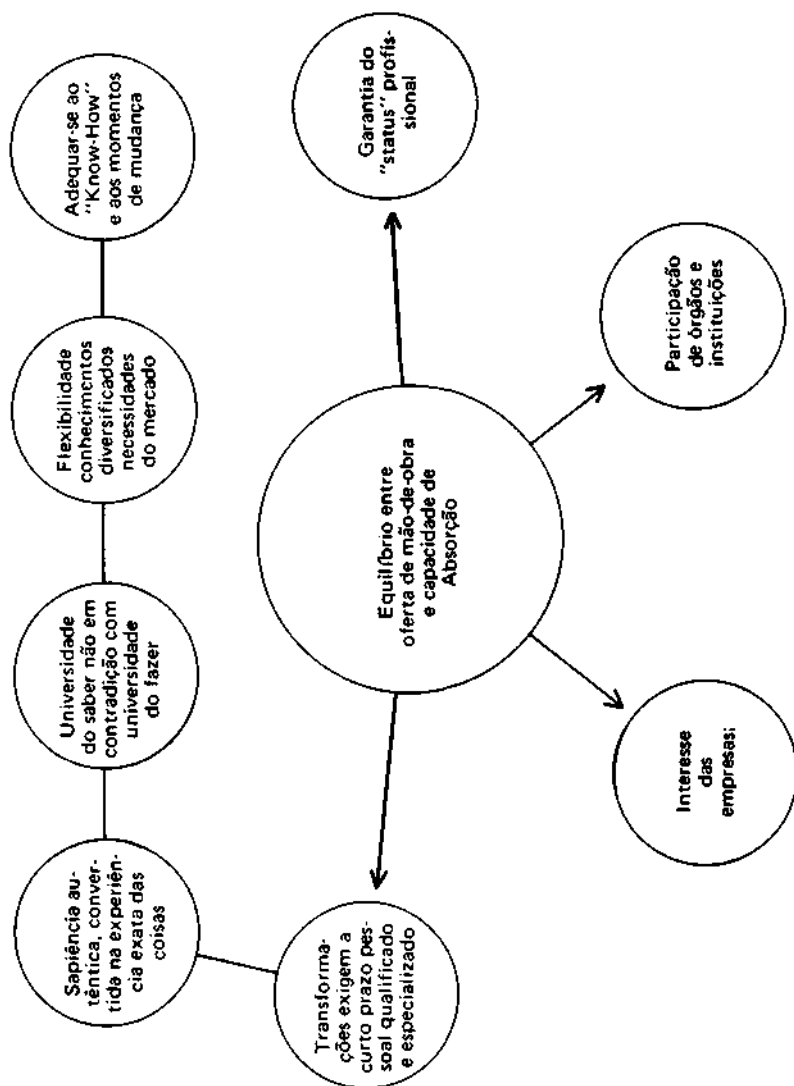 Sapiência au-
têntica, conver-
tida na experiên-
cia exata das
coisas
Universidade
do saber não em
contradição com
universidade
do fazer
Flexibilidade
conhecimentos
diversificados
necessidades
do mercado
Adequar-se ao
"Know-How"
e aos momentos
de mudança
Transforma-
ções exigem a
curto prazo pes-
soal qualificado
e especializado
Equilíbrio entre
oferta de mão-de-obra
e capacidade de
Absorção
Garantia do
"status" profis-
sional
Interesse
das
empresas;
Participação
de órgãos e
instituições